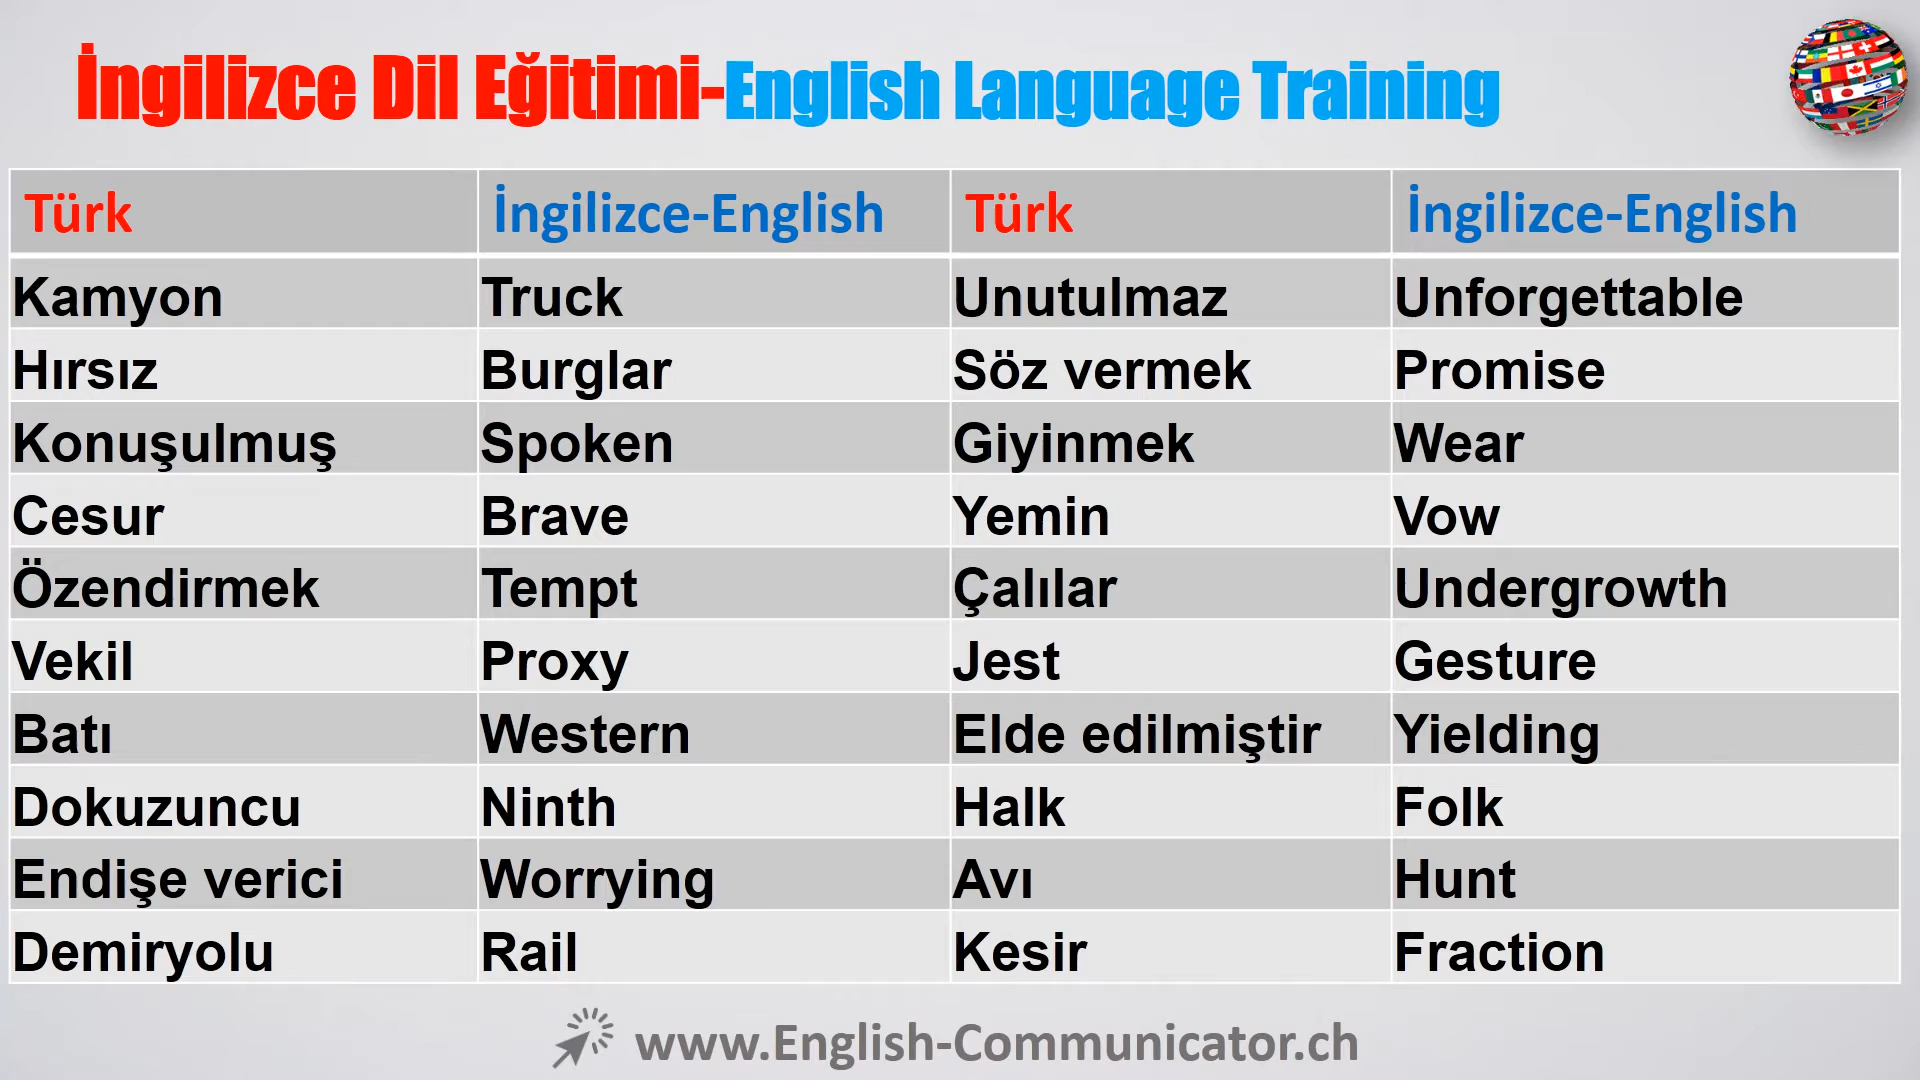 İngilizce Dil Eğitimi-English Language Training
Türk İngilizce-English Türk İngilizce-English
Kamyon Truck Unutulmaz Unforgettable
Hırsız Burglar Söz vermek Promise
Konuşulmuş Spoken Giyinmek Wear
Cesur Brave Yemin Vow
Özendirmek Tempt Çalılar Undergrowth
Vekil Proxy Jest Gesture
Batı Western Elde edilmiştir Yielding
Dokuzuncu Ninth Halk Folk
Endişe verici Worrying Avı Hunt
Demiryolu Rail Kesir Fraction
www.English-Communicator.ch